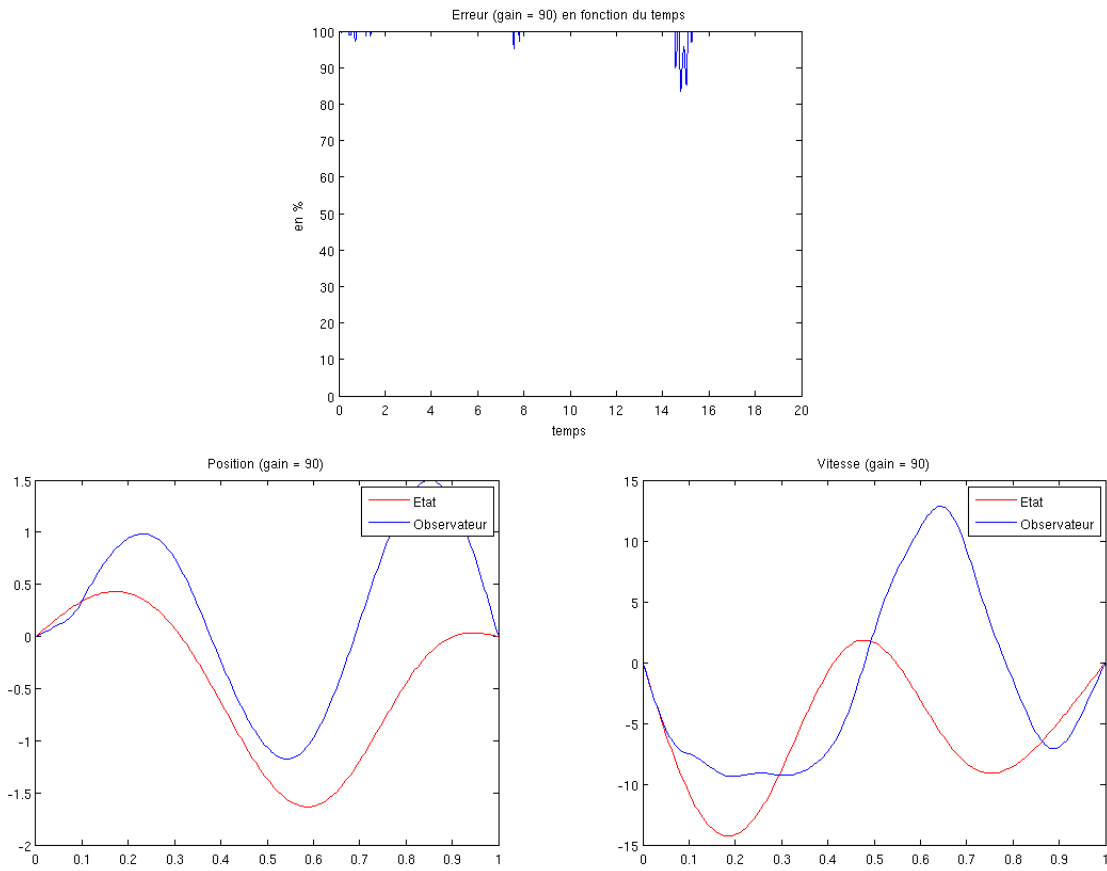 Erreur (gain = 90) en fonction du temps
100
90
80
70
60
50
40
30
20
10
0
en %
0 2 4 6 8 10 12 14 16 18 20
temps
Position (gain = 90)
1.5
1
0.5
0
-0.5
-1
-1.5
-2
Etat
Observateur
0 0.1 0.2 0.3 0.4 0.5 0.6 0.7 0.8 0.9 1
Vitesse (gain = 90)
15
10
5
0
-5
-10
-15
Etat
Observateur
0 0.1 0.2 0.3 0.4 0.5 0.6 0.7 0.8 0.9 1